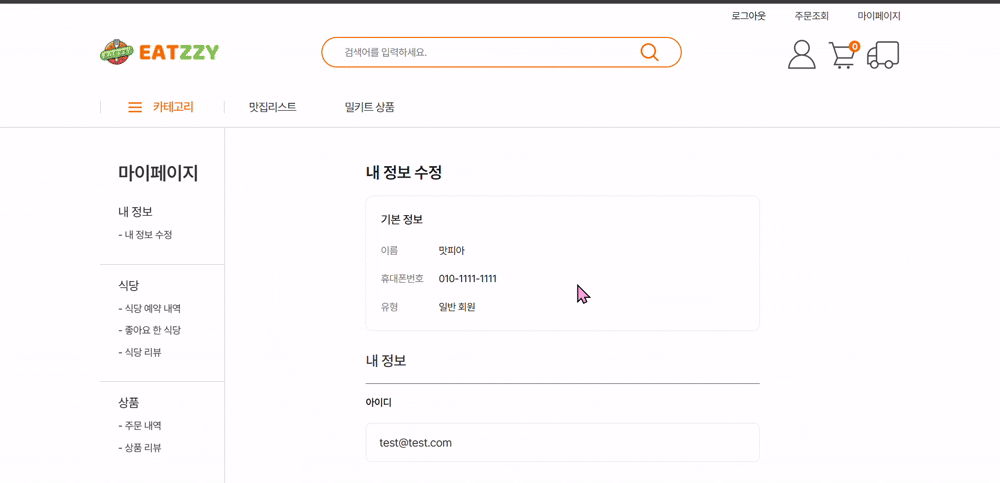 로그아웃 주문조회 마이페이지
EATZZY
검색어를 입력하세요.
0
카테고리 맛집리스트 밀키트 상품
마이페이지
내 정보
- 내 정보 수정
식당
- 식당 예약 내역
- 좋아요 한 식당
- 식당 리뷰
상품
- 주문 내역
- 상품 리뷰
내 정보 수정
기본 정보
이름 맛피아
휴대폰번호 010-1111-1111
유형 일반 회원
내 정보
아이디
test@test.com